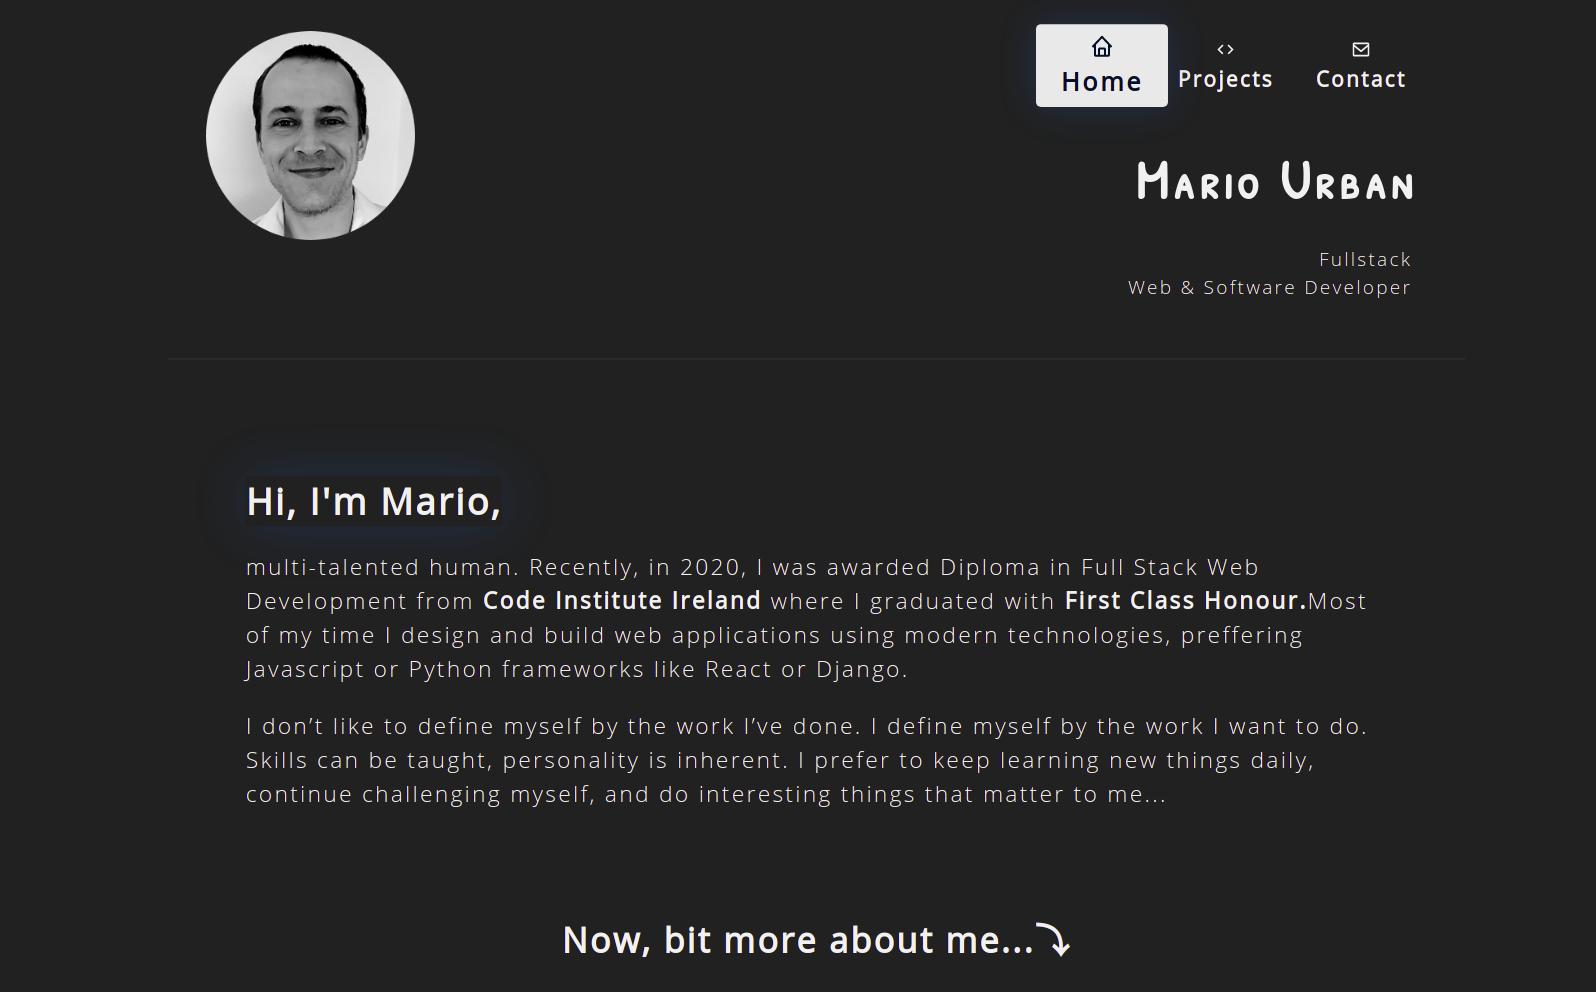 Home
Projects
Contact
Mario Urban
Fullstack
Web & Software Developer
Hi, I'm Mario,
multi-talented human. Recently, in 2020, I was awarded Diploma in Full Stack Web
Development from Code Institute Ireland where I graduated with First Class Honour.Most
of my time I design and build web applications using modern technologies, preffering
Javascript or Python frameworks like React or Django.
I don’t like to define myself by the work I’ve done. I define myself by the work I want to do.
Skills can be taught, personality is inherent. I prefer to keep learning new things daily,
continue challenging myself, and do interesting things that matter to me...
Now, bit more about me...